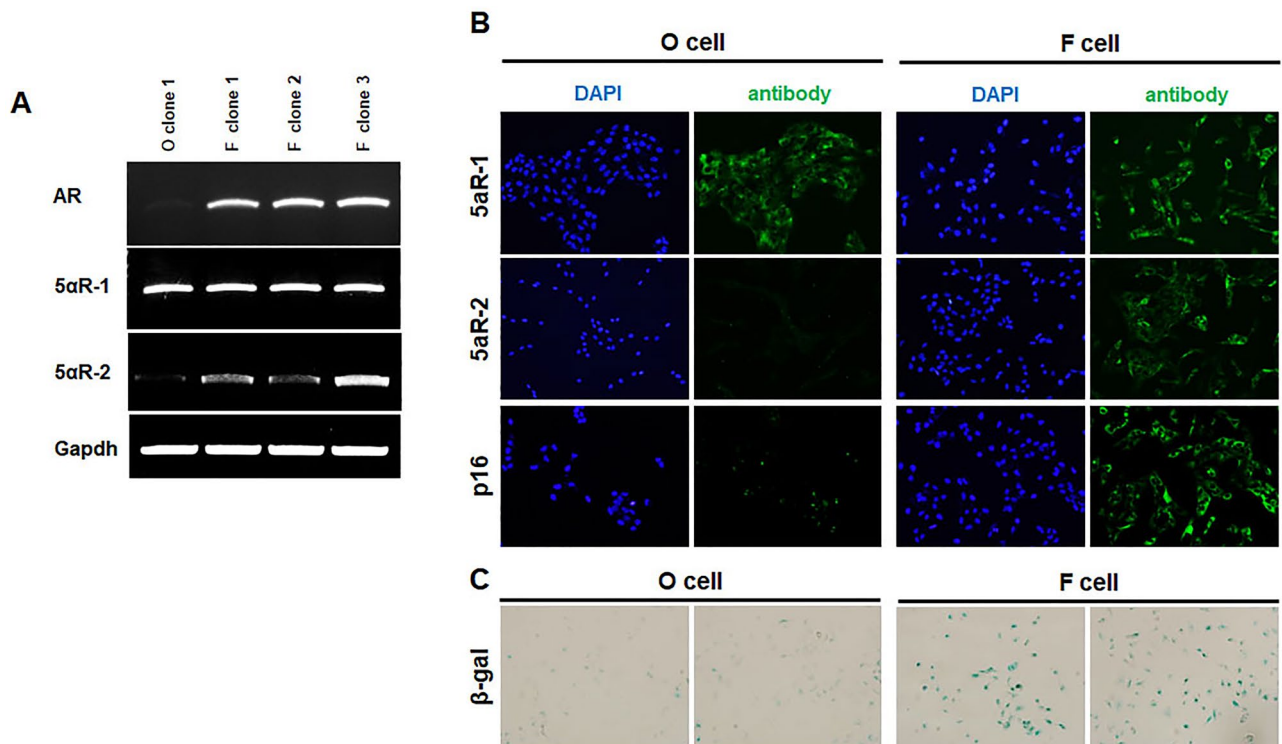 A
O clone 1
F clone 1
F clone 2
F clone 3
AR
5αR-1
5αR-2
Gapdh
B
O cell
F cell
DAPI
antibody
DAPI
antibody
5aR-1
5aR-2
p16
C
O cell
F cell
β-gal